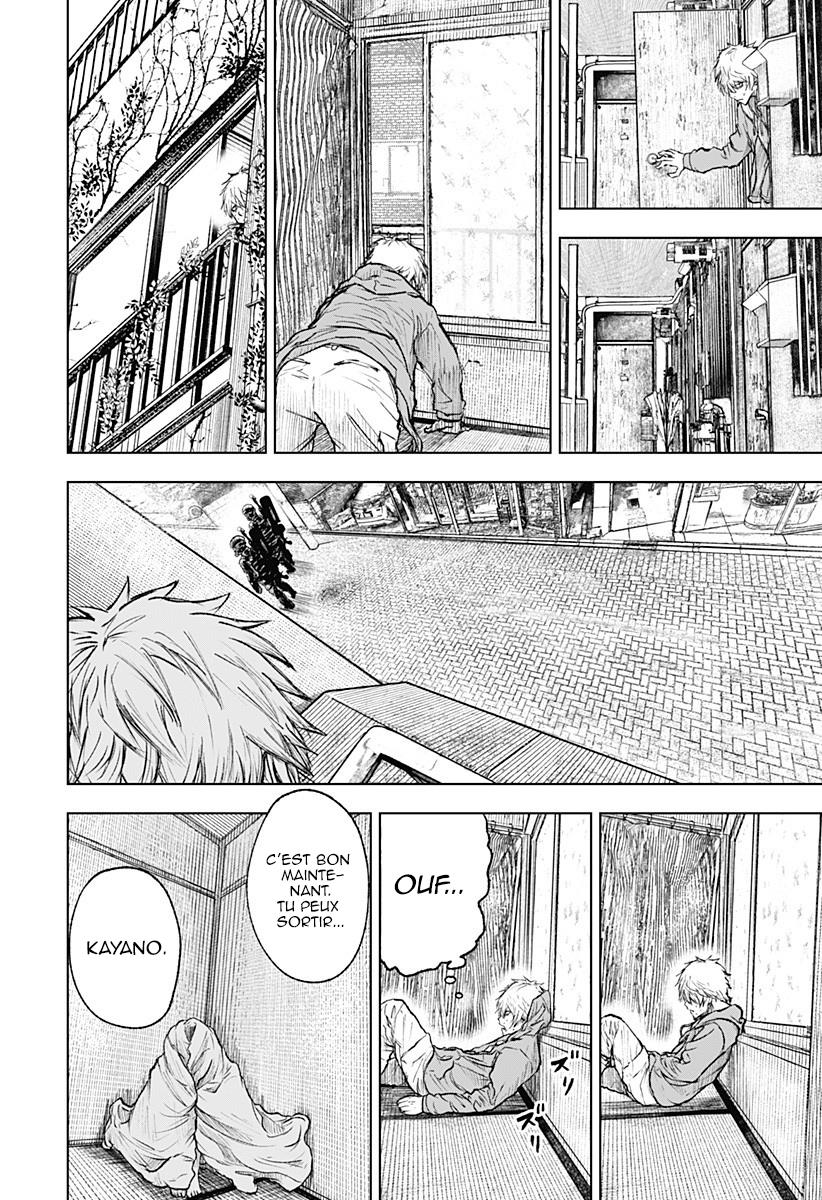 OUF...
ズリ
ズリ
C'EST BON
MAINTE-
NANT.
TU PEUX
SORTIR...
KAYANO.